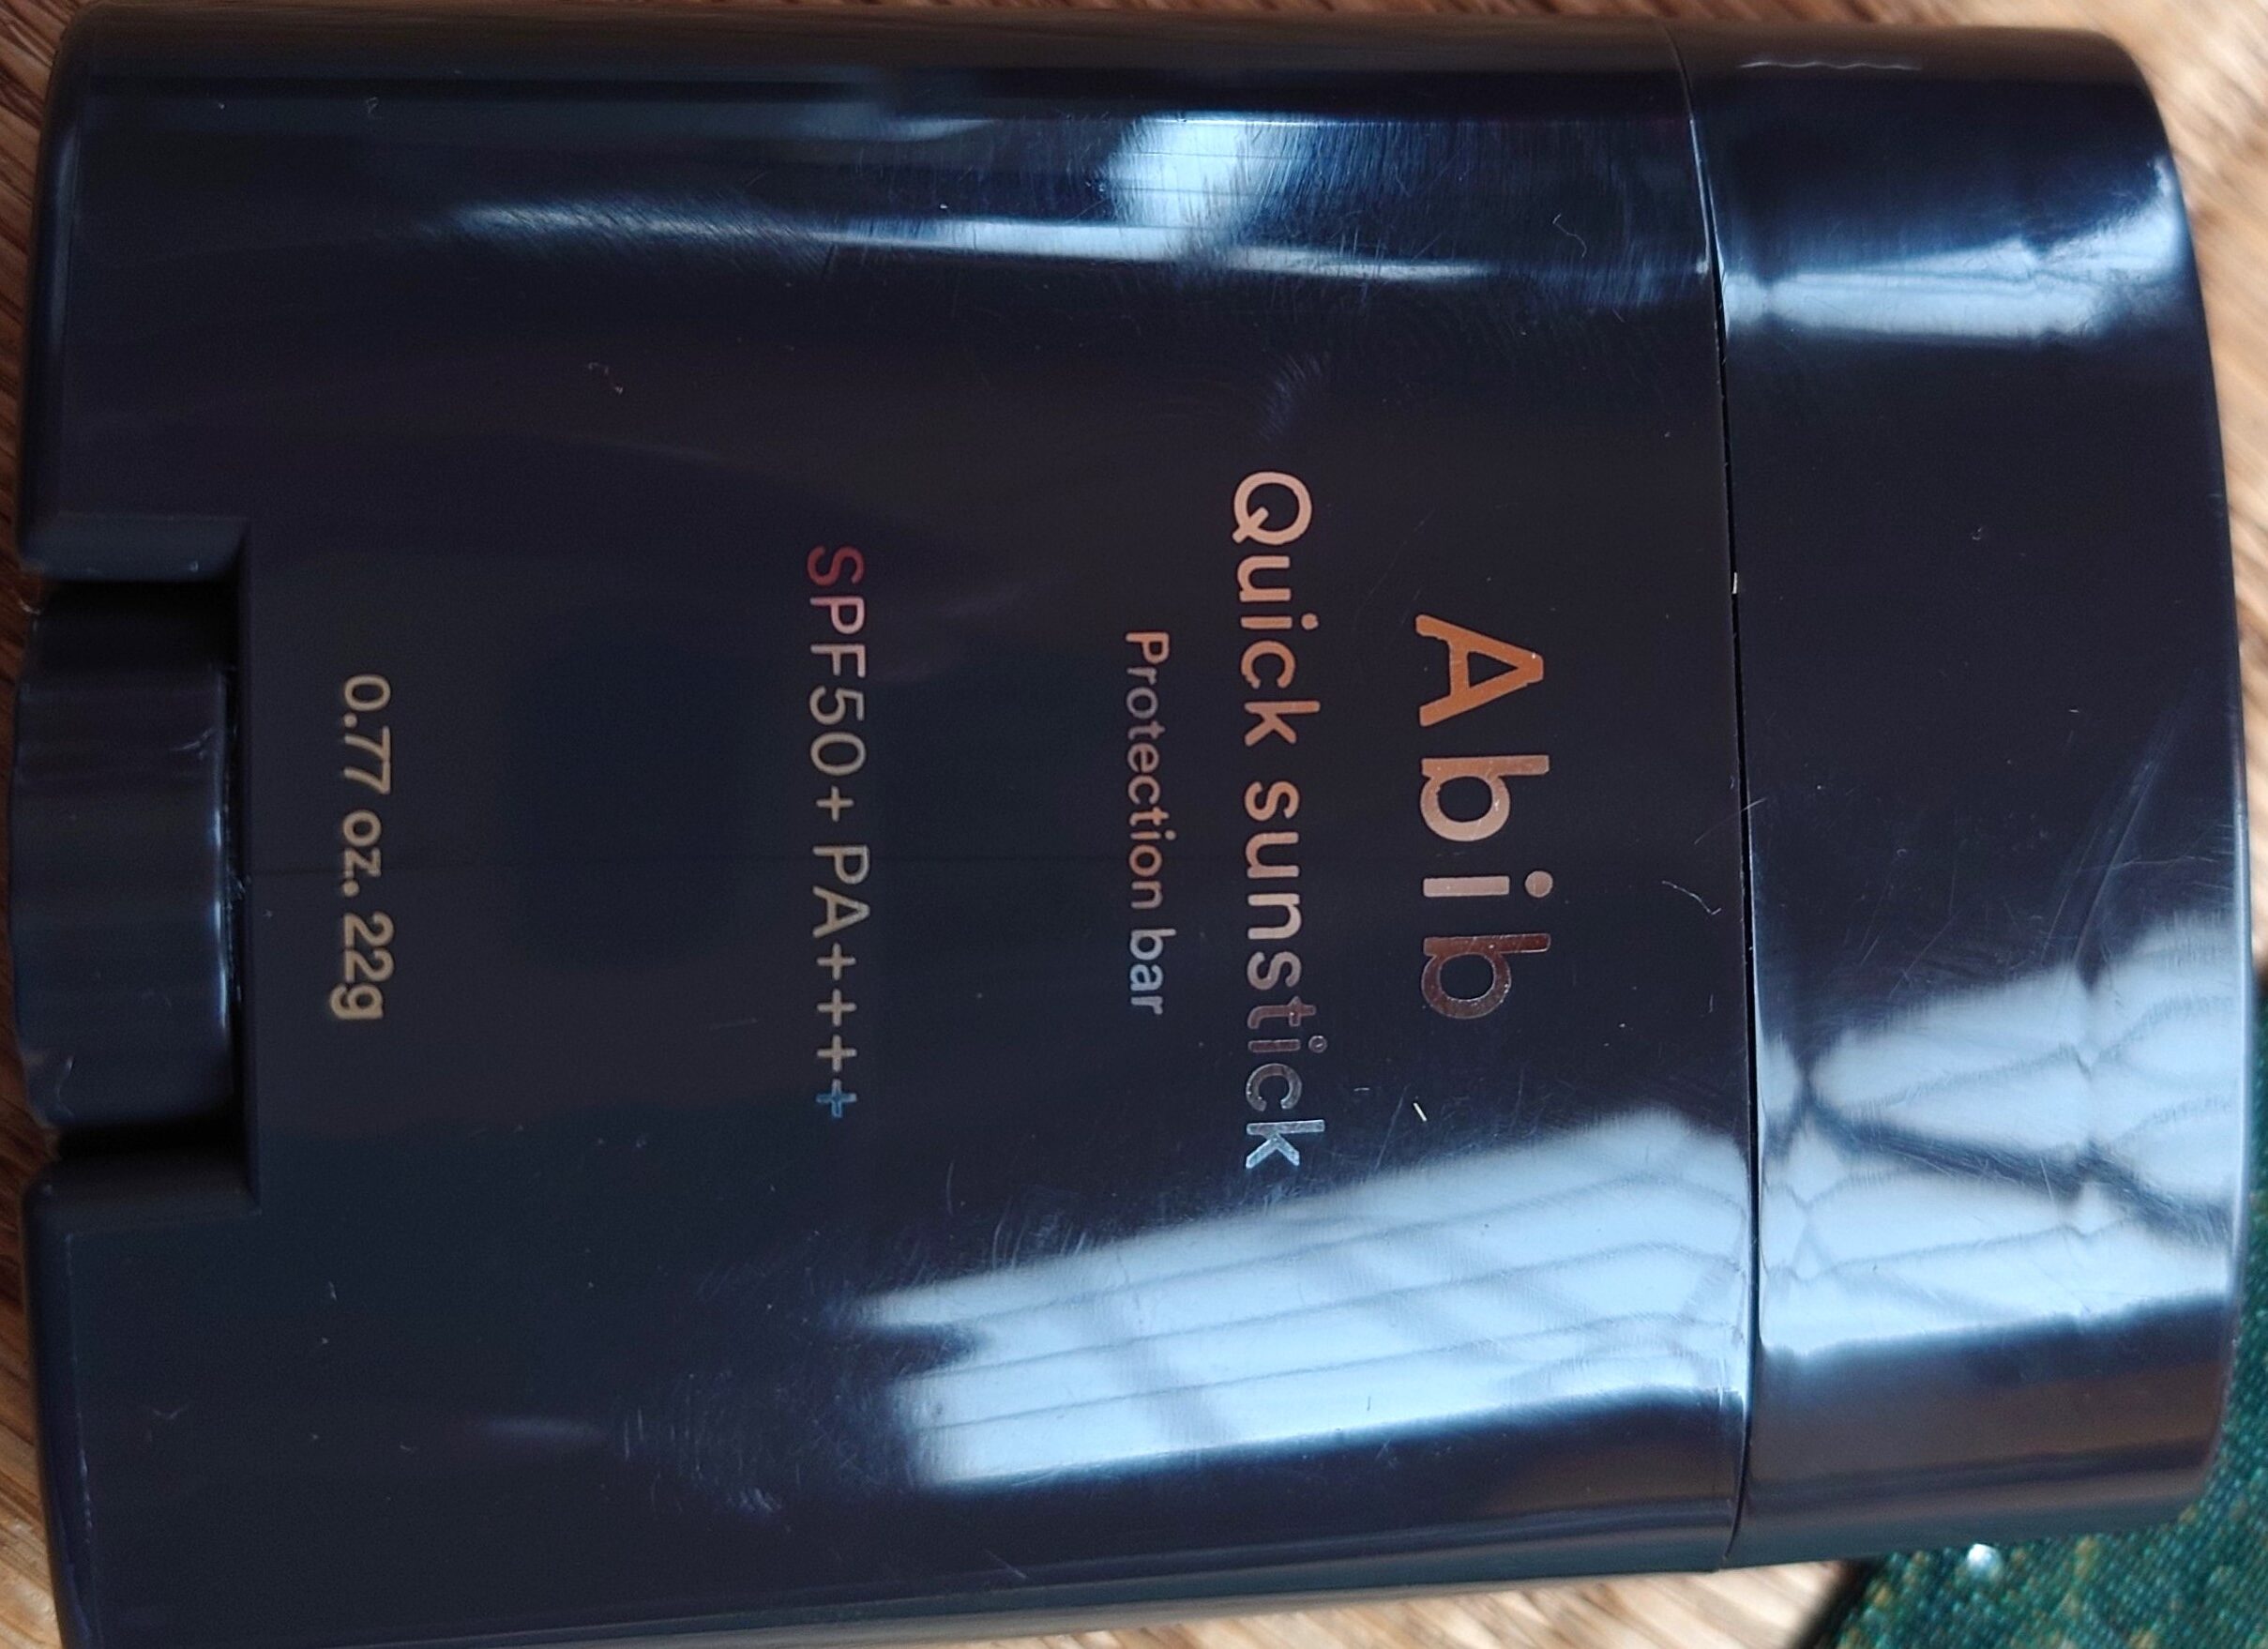 Abib
Quick sunstick
Protection bar
SPF50+ PA++++
0.77 oz. 22g